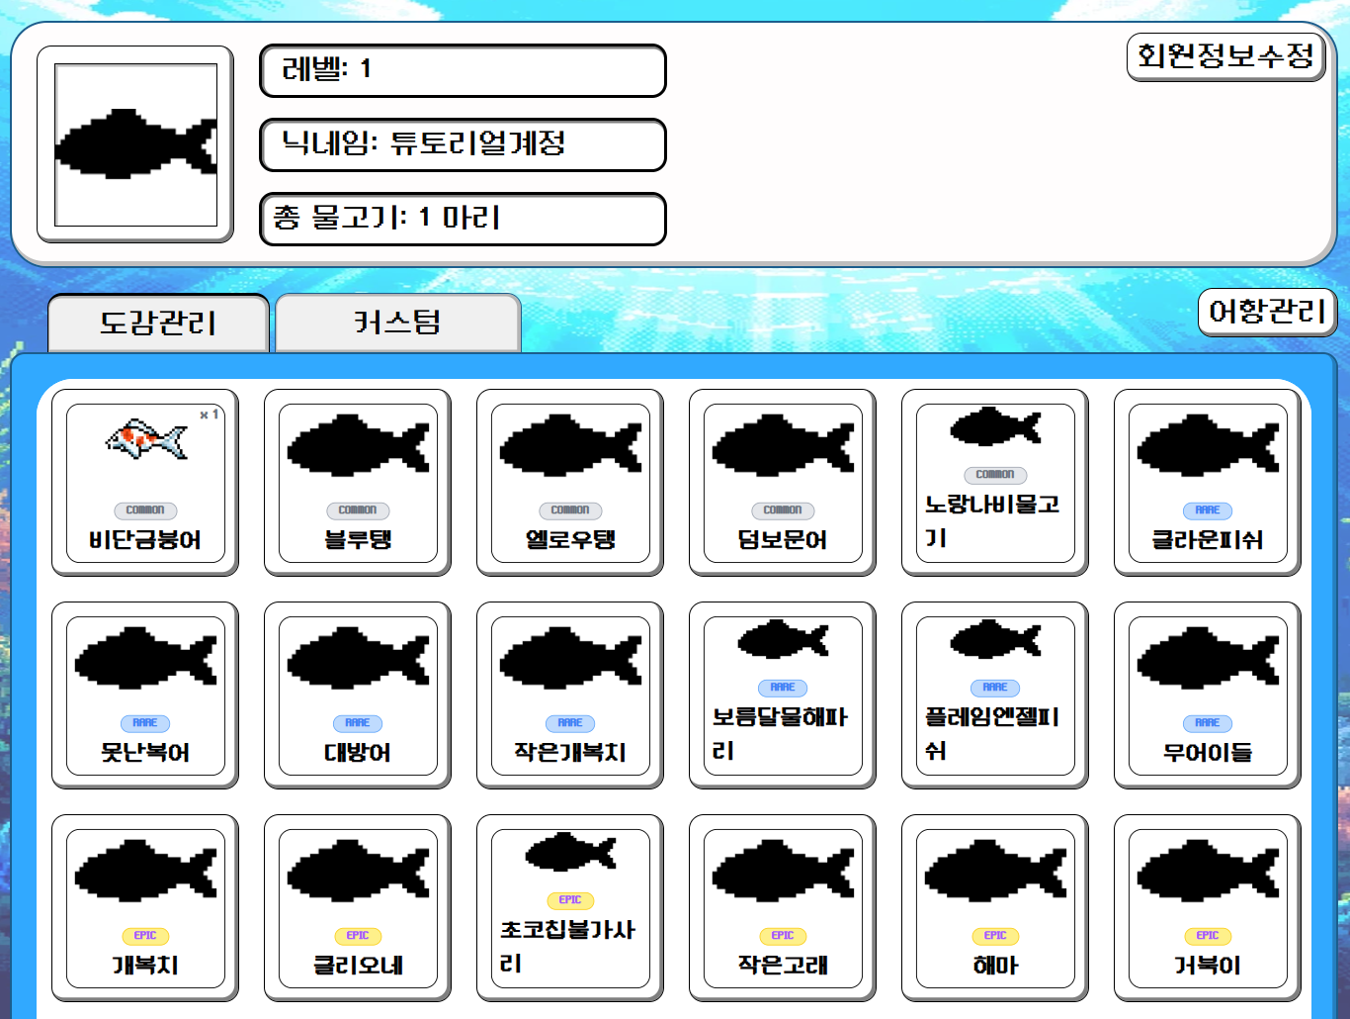 회원정보수정
레벨: 1
닉네임: 튜토리얼계정
총 물고기: 1 마리
도감관리
커스텀
어항관리
x 1
COMMON
비단금붕어
COMMON
블루탱
COMMON
옐로우탱
COMMON
덤보문어
COMMON
노랑나비물고
기
RARE
클라운피쉬
RARE
못난복어
RARE
대방어
RARE
작은개복치
RARE
보름달물해파
리
RARE
플레임엔젤피
쉬
RARE
무어이들
EPIC
개복치
EPIC
클리오네
EPIC
초코칩불가사
리
EPIC
작은고래
EPIC
해마
EPIC
거북이